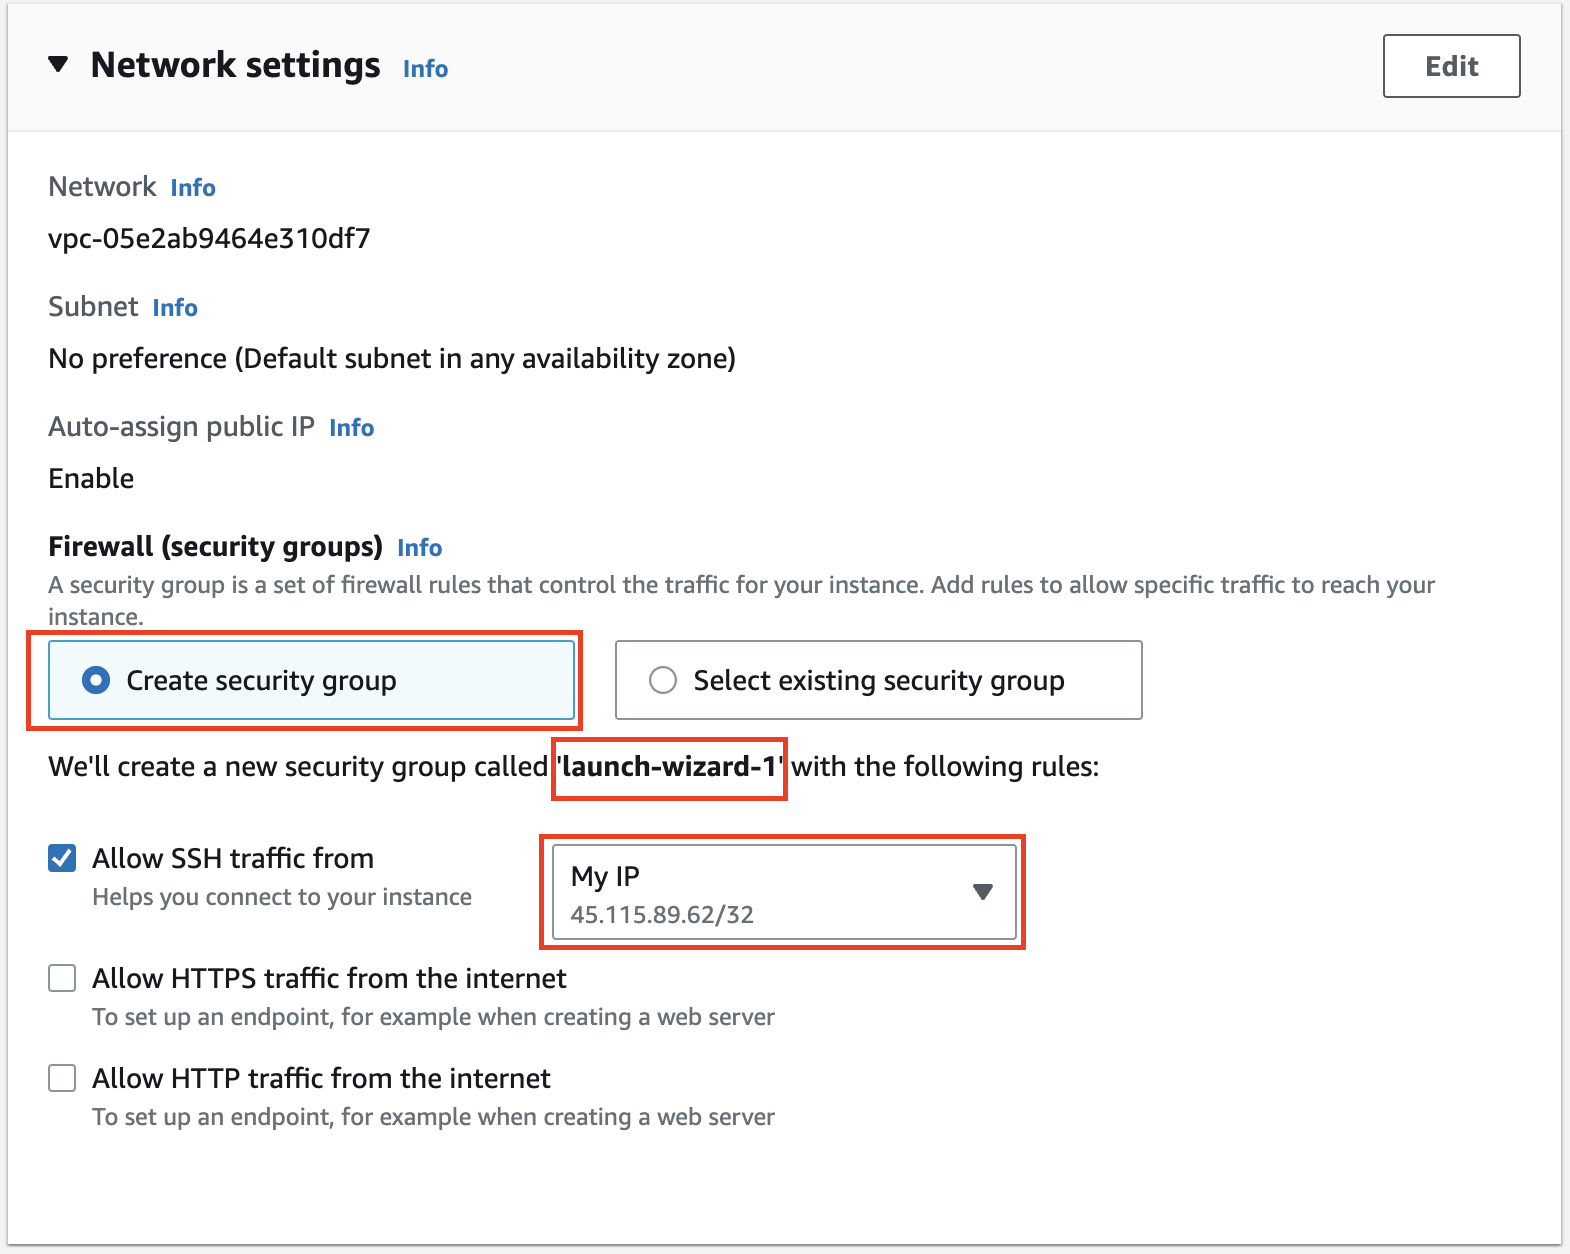 Network settings Info
Edit
Network Info
vpc-05e2ab9464e310df7
Subnet Info
No preference (Default subnet in any availability zone)
Auto-assign public IP Info
Enable
Firewall (security groups) Info
A security group is a set of firewall rules that control the traffic for your instance. Add rules to allow specific traffic to reach your
instance.
Create security group
Select existing security group
We'll create a new security group called 'launch-wizard-1' with the following rules:
Allow SSH traffic from
Helps you connect to your instance
My IP
45.115.89.62/32
Allow HTTPS traffic from the internet
To set up an endpoint, for example when creating a web server
Allow HTTP traffic from the internet
To set up an endpoint, for example when creating a web server